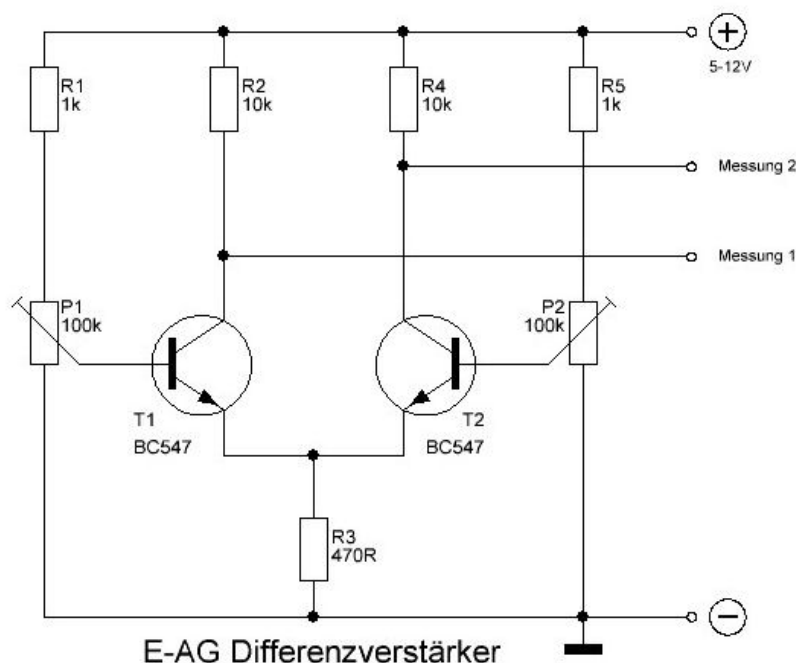 +
5-12V
R1
1k
R2
10k
R4
10k
R5
1k
Messung 2
Messung 1
P1
100k
P2
100k
T1
BC547
T2
BC547
R3
470R
−
E-AG Differenzverstärker